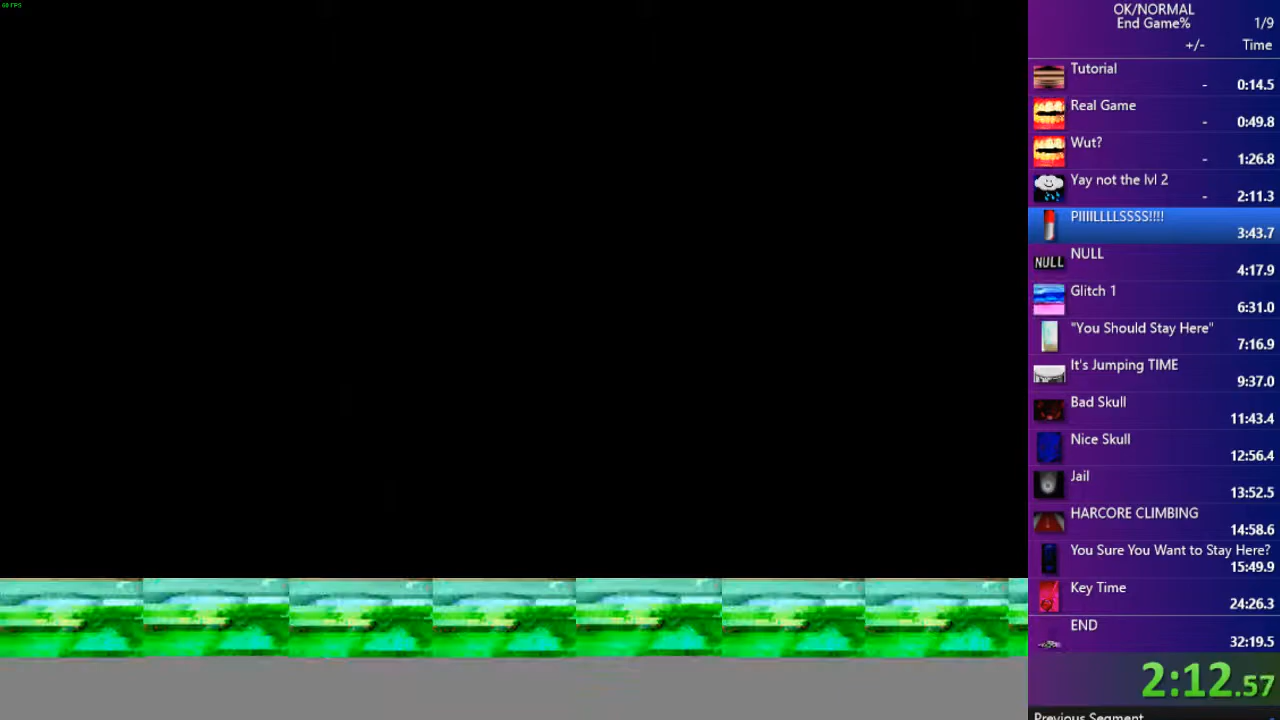 60 FPS
OK/NORMAL
End Game% 1/9
+/- Time
Tutorial
- 0:14.5
Real Game
- 0:49.8
Wut?
- 1:26.8
Yay not the lvl 2
- 2:11.3
PIIIILLLLSSSS!!!!
3:43.7
NULL
NULL
4:17.9
Glitch 1
6:31.0
"You Should Stay Here"
7:16.9
It's Jumping TIME
9:37.0
Bad Skull
11:43.4
Nice Skull
12:56.4
Jail
13:52.5
HARCORE CLIMBING
14:58.6
You Sure You Want to Stay Here?
15:49.9
Key Time
24:26.3
END
32:19.5
2:12.57
Previous Segment -